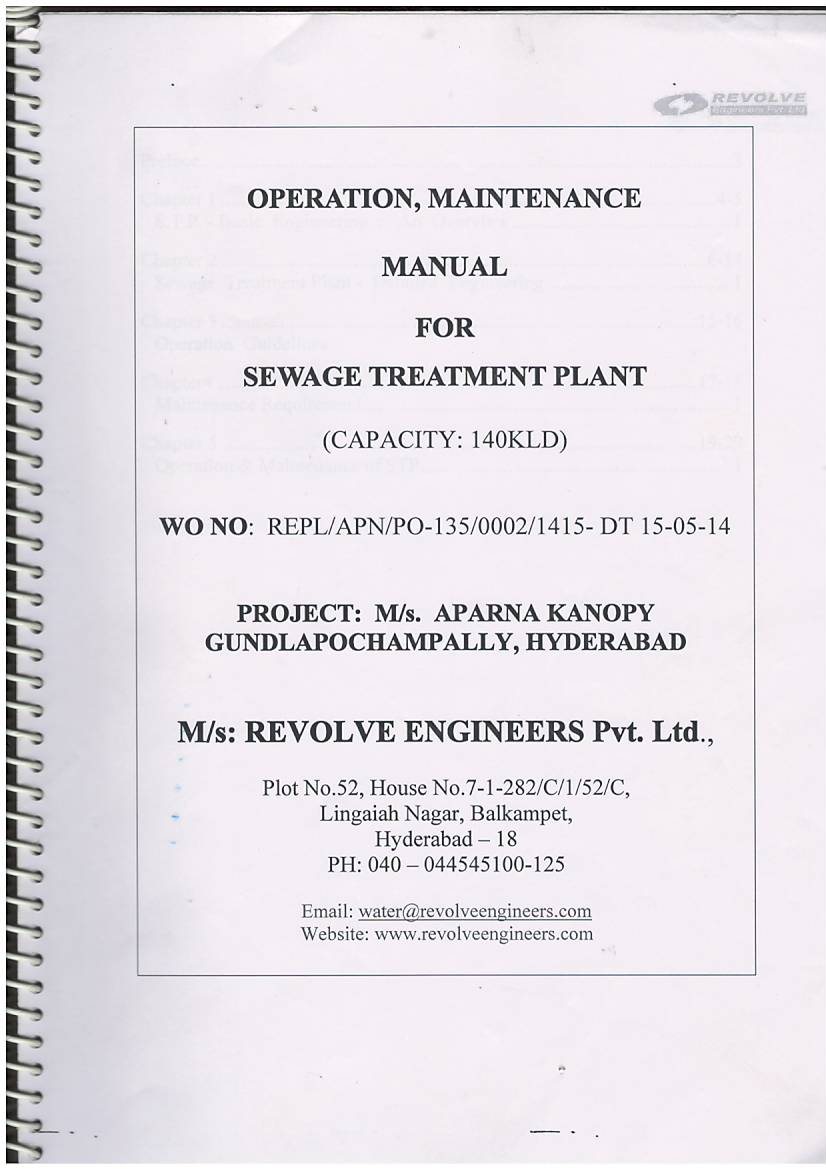 REVOLVE
Engineers Pvt. Ltd
OPERATION, MAINTENANCE
MANUAL
FOR
SEWAGE TREATMENT PLANT
(CAPACITY: 140KLD)
WO NO: REPL/APN/PO-135/0002/1415- DT 15-05-14
PROJECT: M/s. APARNA KANOPY
GUNDLAPOCHAMPALLY, HYDERABAD
M/s: REVOLVE ENGINEERS Pvt. Ltd.,
Plot No.52, House No.7-1-282/C/1/52/C,
Lingaiah Nagar, Balkampet,
Hyderabad – 18
PH: 040 – 044545100-125
Email: water@revolveengineers.com
Website: www.revolveengineers.com